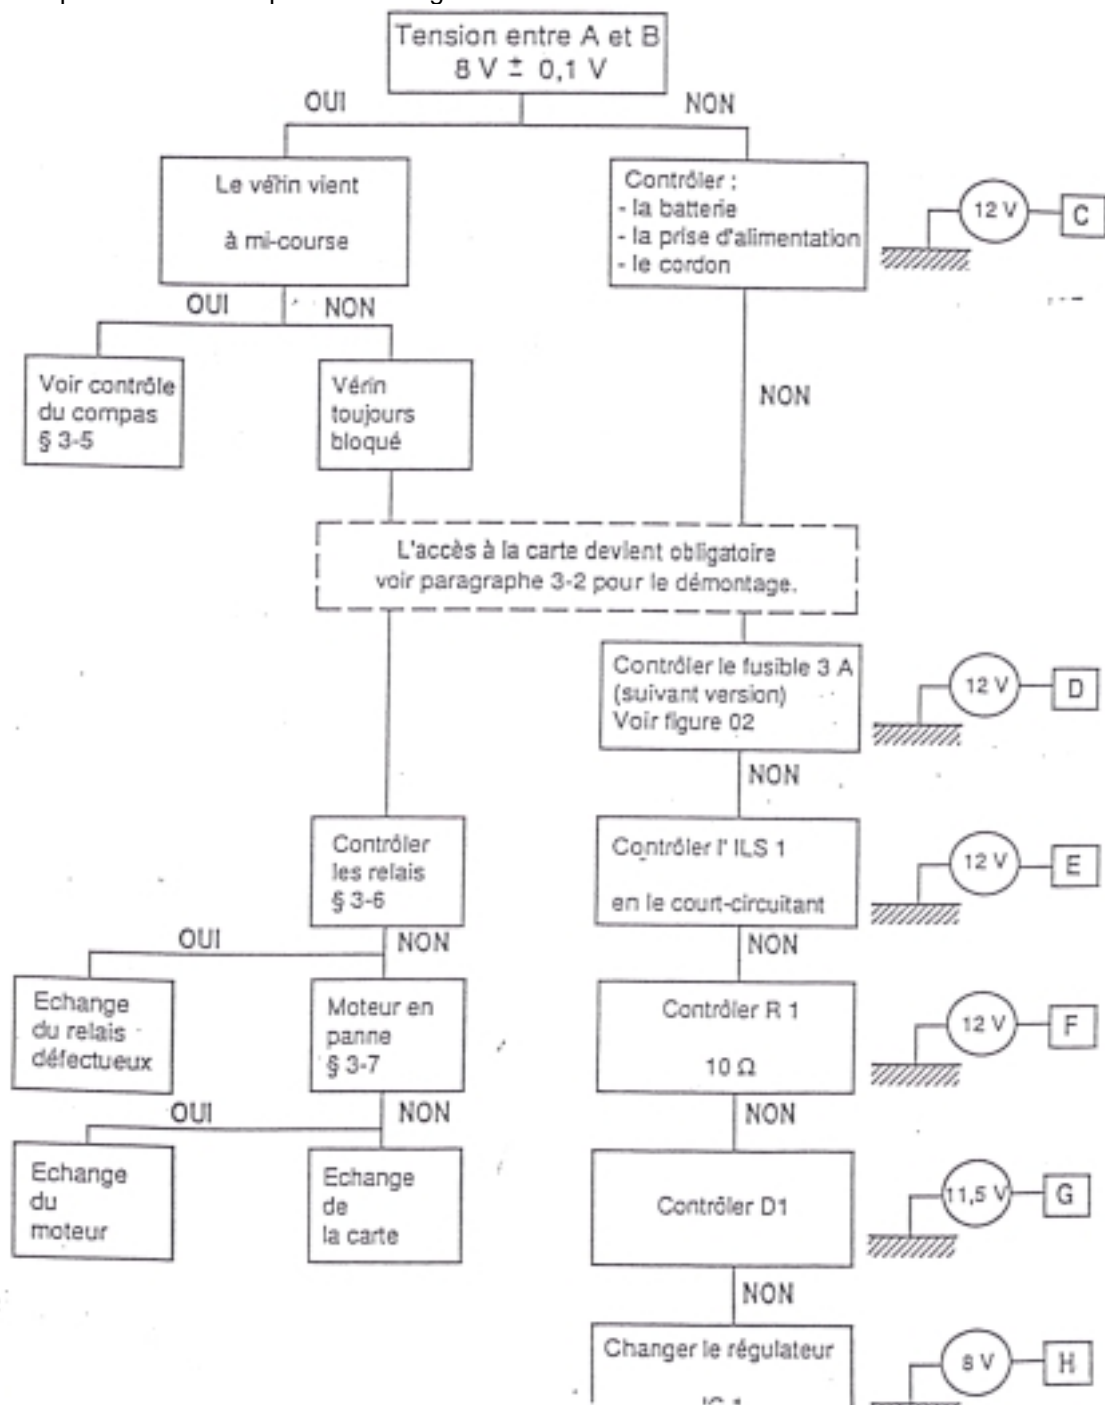 Tension entre A et B
8 V ± 0,1 V
OUI
NON
Le vérin vient
à mi-course
Contrôler :
- la batterie
- la prise d'alimentation
- le cordon
12 V
C
OUI
NON
Voir contrôle
du compas
§ 3-5
Vérin
toujours
bloqué
NON
L'accès à la carte devient obligatoire
voir paragraphe 3-2 pour le démontage.
Contrôler le fusible 3 A
(suivant version)
Voir figure 02
12 V
D
NON
Contrôler
les relais
§ 3-6
Contrôler l' ILS 1
en le court-circuitant
12 V
E
OUI
NON
NON
Echange
du relais
défectueux
Moteur en
panne
§ 3-7
Contrôler R 1
10 Ω
12 V
F
OUI
NON
NON
Echange
du
moteur
Echange
de
la carte
Contrôler D1
11,5 V
G
NON
Changer le régulateur
8 V
H